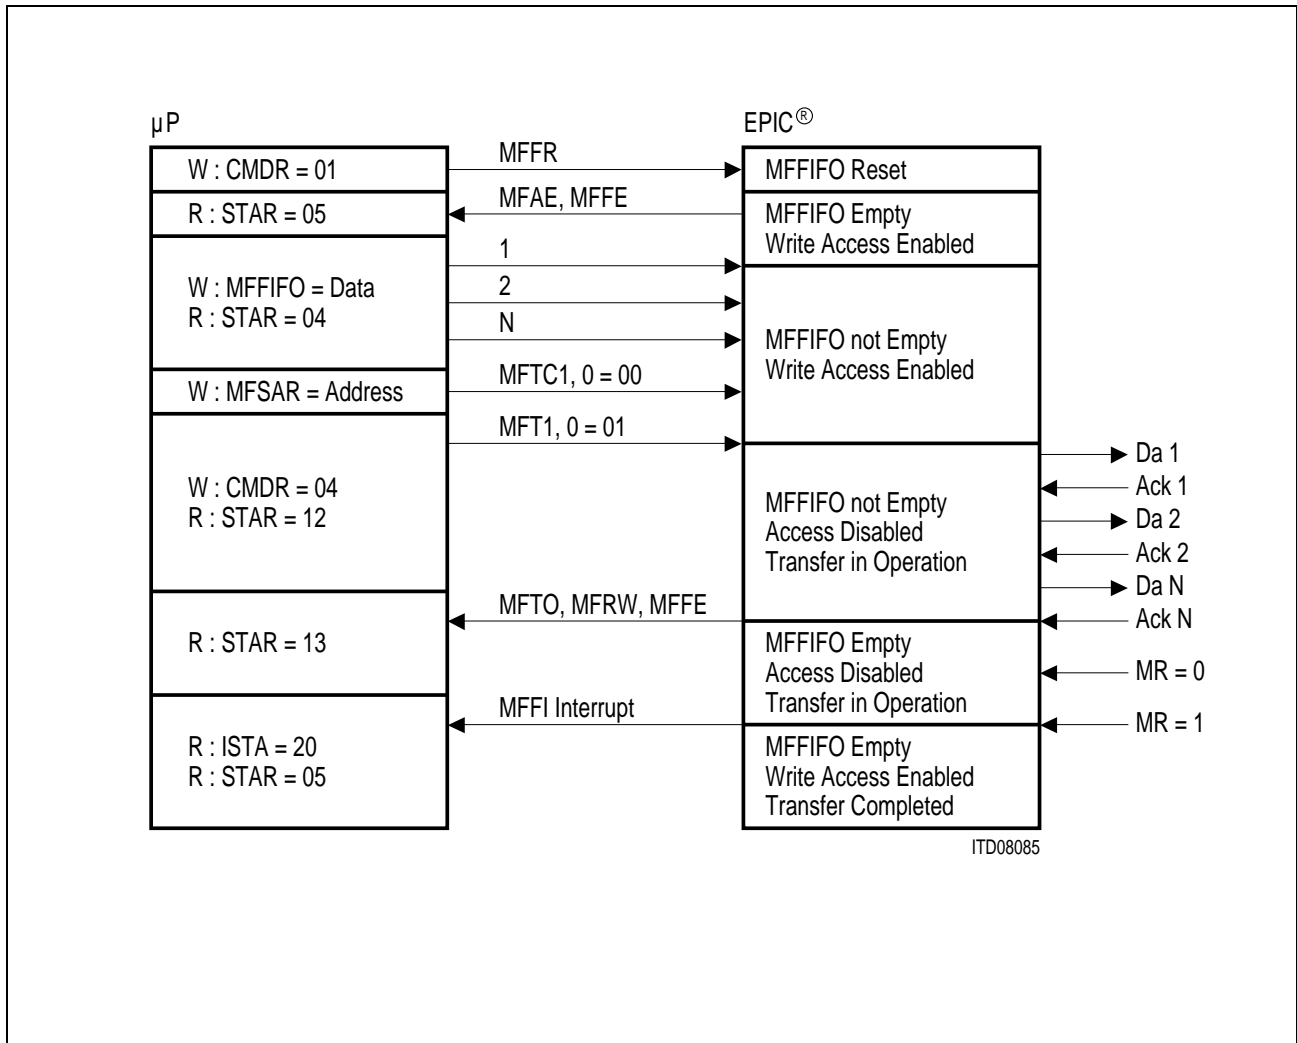 µP
EPIC®
W : CMDR = 01
MFFR
MFFIFO Reset
R : STAR = 05
MFAE, MFFE
MFFIFO Empty
Write Access Enabled
W : MFFIFO = Data
R : STAR = 04
1
2
N
MFFIFO not Empty
Write Access Enabled
W : MFSAR = Address
MFTC1, 0 = 00
MFT1, 0 = 01
W : CMDR = 04
R : STAR = 12
MFFIFO not Empty
Access Disabled
Transfer in Operation
Da 1
Ack 1
Da 2
Ack 2
Da N
Ack N
R : STAR = 13
MFTO, MFRW, MFFE
MFFIFO Empty
Access Disabled
Transfer in Operation
MR = 0
MR = 1
R : ISTA = 20
R : STAR = 05
MFFI Interrupt
MFFIFO Empty
Write Access Enabled
Transfer Completed
ITD08085